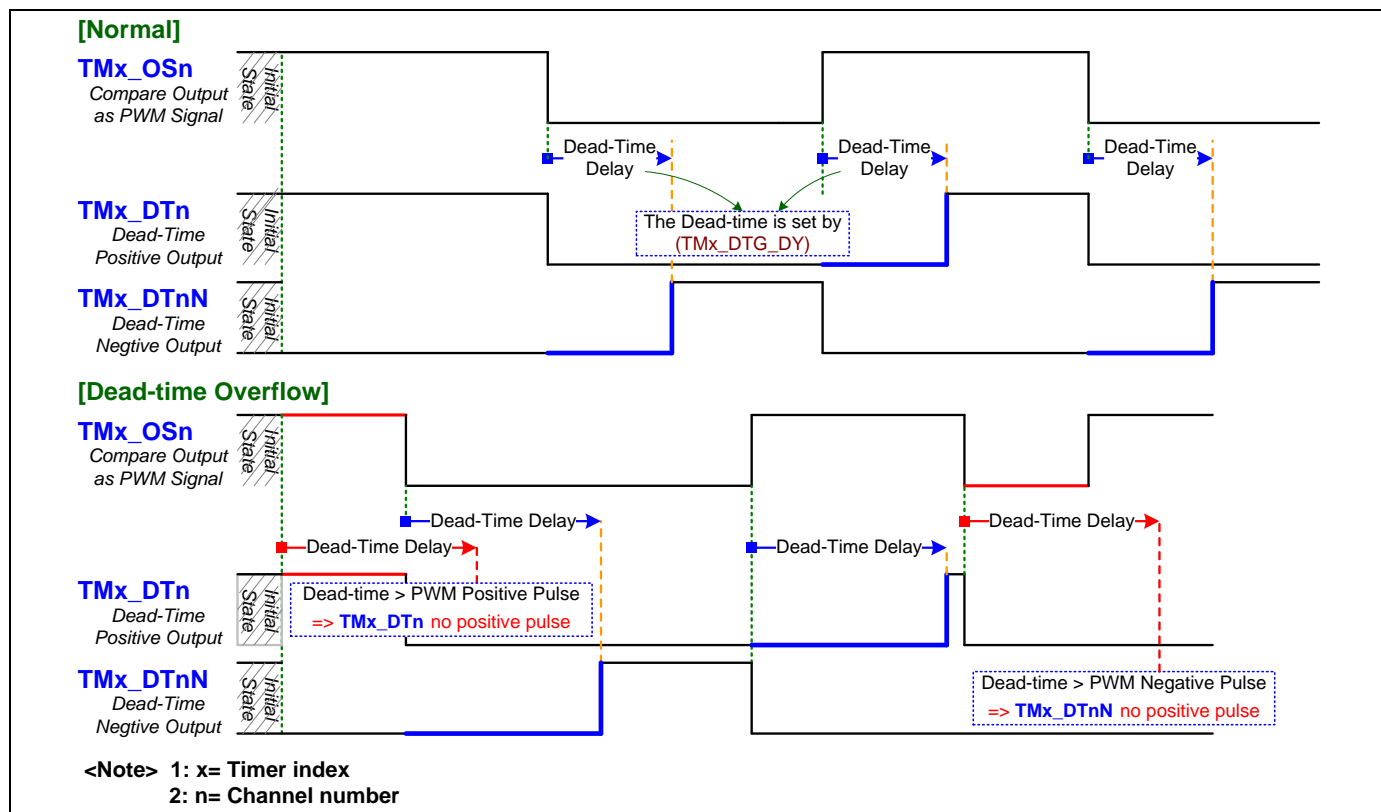 [Normal]
TMx_OSn
Compare Output
as PWM Signal
Initial
State
Dead-Time
Delay
Dead-Time
Delay
Dead-Time
Delay
TMx_DTn
Dead-Time
Positive Output
Initial
State
The Dead-time is set by
(TMx_DTG_DY)
TMx_DTnN
Dead-Time
Negtive Output
Initial
State
[Dead-time Overflow]
TMx_OSn
Compare Output
as PWM Signal
Initial
State
Dead-Time Delay
Dead-Time Delay
Dead-Time Delay
Dead-Time Delay
TMx_DTn
Dead-Time
Positive Output
Initial
State
Dead-time > PWM Positive Pulse
=> TMx_DTn no positive pulse
TMx_DTnN
Dead-Time
Negtive Output
Initial
State
Dead-time > PWM Negative Pulse
=> TMx_DTnN no positive pulse
<Note> 1: x= Timer index
2: n= Channel number